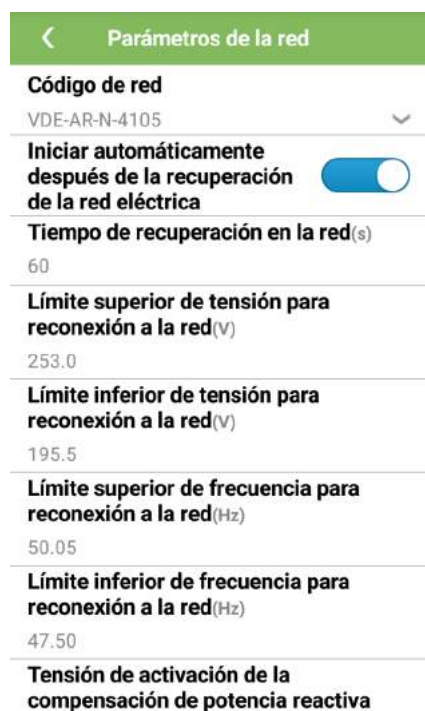 Parámetros de la red
Código de red
VDE-AR-N-4105
Iniciar automáticamente
después de la recuperación
de la red eléctrica
Tiempo de recuperación en la red(s)
60
Límite superior de tensión para
reconexión a la red(V)
253.0
Límite inferior de tensión para
reconexión a la red(V)
195.5
Límite superior de frecuencia para
reconexión a la red(Hz)
50.05
Límite inferior de frecuencia para
reconexión a la red(Hz)
47.50
Tensión de activación de la
compensación de potencia reactiva